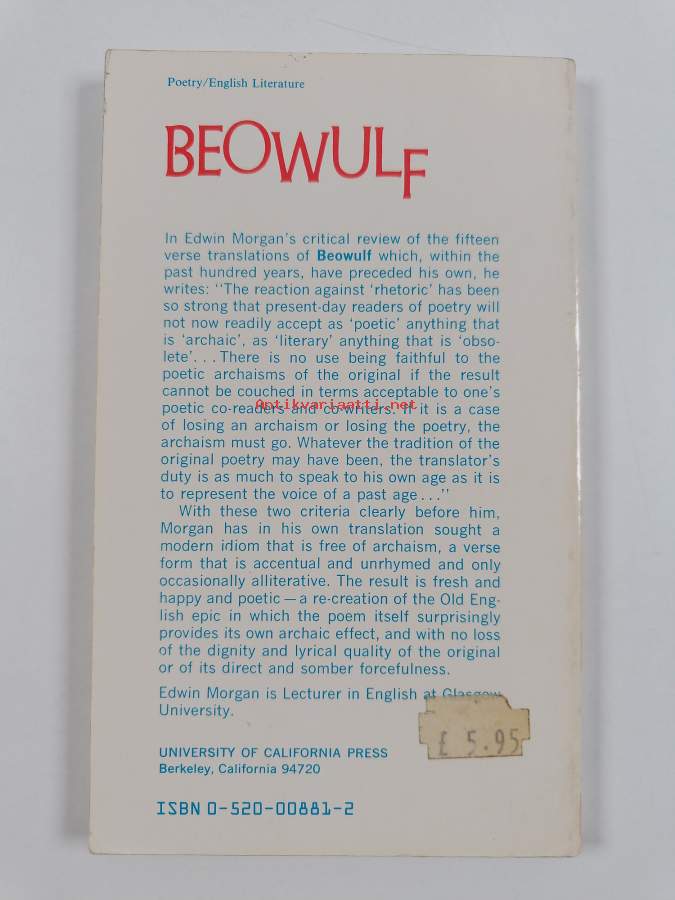 Poetry/English Literature
BEOWULF
In Edwin Morgan's critical review of the fifteen
verse translations of Beowulf which, within the
past hundred years, have preceded his own, he
writes: "The reaction against 'rhetoric' has been
so strong that present-day readers of poetry will
not now readily accept as 'poetic' anything that
is 'archaic', as 'literary' anything that is 'obso-
lete'. . . There is no use being faithful to the
poetic archaisms of the original if the result
cannot be couched in terms acceptable to one's
poetic co-readers and co-writers. If it is a case
Antikvariaatti.net
of losing an archaism or losing the poetry, the
archaism must go. Whatever the tradition of the
original poetry may have been, the translator's
duty is as much to speak to his own age as it is
to represent the voice of a past age . . ."
With these two criteria clearly before him,
Morgan has in his own translation sought a
modern idiom that is free of archaism, a verse
form that is accentual and unrhymed and only
occasionally alliterative. The result is fresh and
happy and poetic — a re-creation of the Old Eng-
lish epic in which the poem itself surprisingly
provides its own archaic effect, and with no loss
of the dignity and lyrical quality of the original
or of its direct and somber forcefulness.
Edwin Morgan is Lecturer in English at Glasgow
University.
£ 5.95
UNIVERSITY OF CALIFORNIA PRESS
Berkeley, California 94720
ISBN 0-520-00881-2